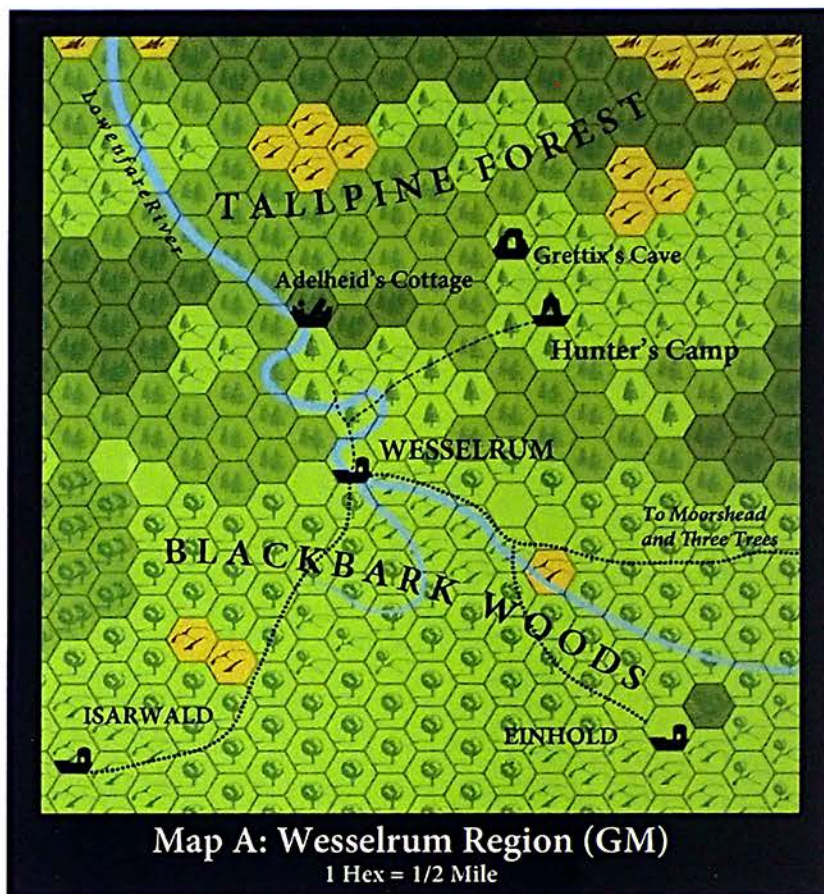 Lowenfare River
TALLPINE FOREST
Grettix's Cave
Adelheid's Cottage
Hunter's Camp
WESSELRUM
To Moorshead
and Three Trees
BLACKBARK WOODS
ISARWALD
EINHOLD
Map A: Wesselrum Region (GM)
1 Hex = 1/2 Mile